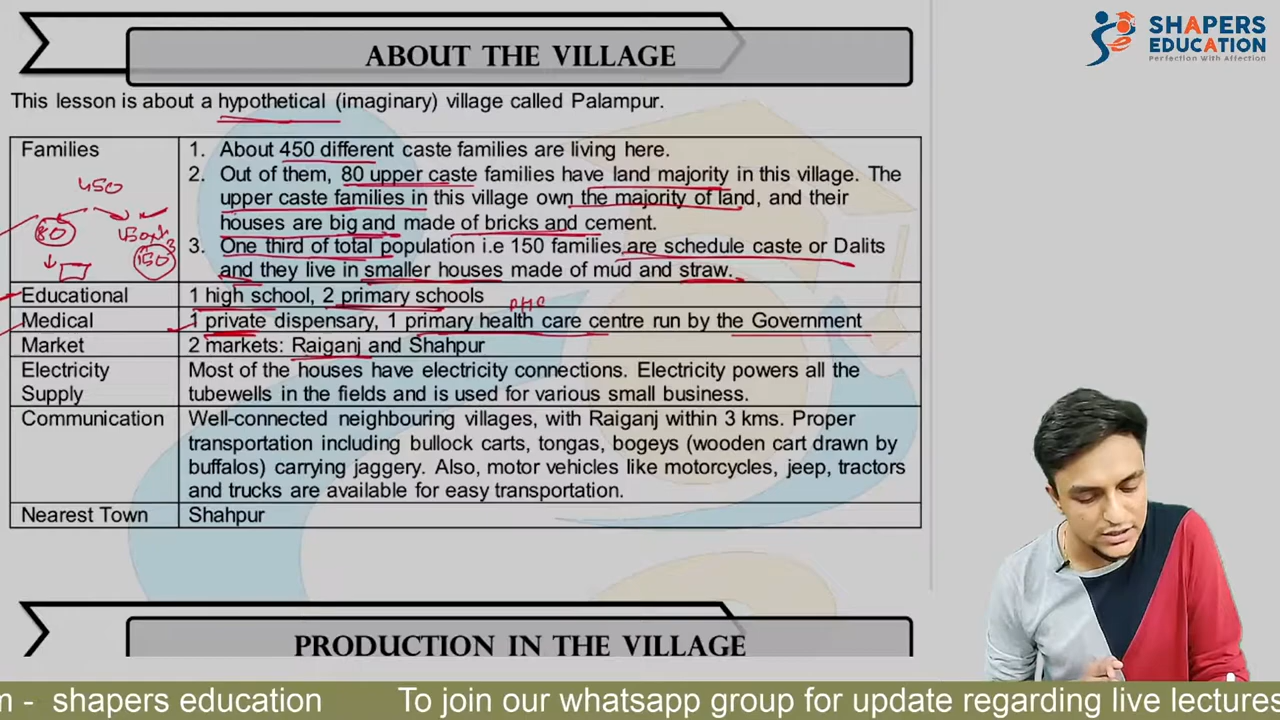 SHAPERS
EDUCATION
Perfection With Affection
ABOUT THE VILLAGE
This lesson is about a hypothetical (imaginary) village called Palampur.
Families
1. About 450 different caste families are living here.
2. Out of them, 80 upper caste families have land majority in this village. The
upper caste families in this village own the majority of land, and their
houses are big and made of bricks and cement.
3. One third of total population i.e 150 families are schedule caste or Dalits
and they live in smaller houses made of mud and straw.
450
80
150
Educational
1 high school, 2 primary schools
PHC
Medical
1 private dispensary, 1 primary health care centre run by the Government
Market
2 markets: Raiganj and Shahpur
Electricity
Supply
Most of the houses have electricity connections. Electricity powers all the
tubewells in the fields and is used for various small business.
Communication
Well-connected neighbouring villages, with Raiganj within 3 kms. Proper
transportation including bullock carts, tongas, bogeys (wooden cart drawn by
buffalos) carrying jaggery. Also, motor vehicles like motorcycles, jeep, tractors
and trucks are available for easy transportation.
Nearest Town
Shahpur
PRODUCTION IN THE VILLAGE
m - shapers education To join our whatsapp group for update regarding live lectures